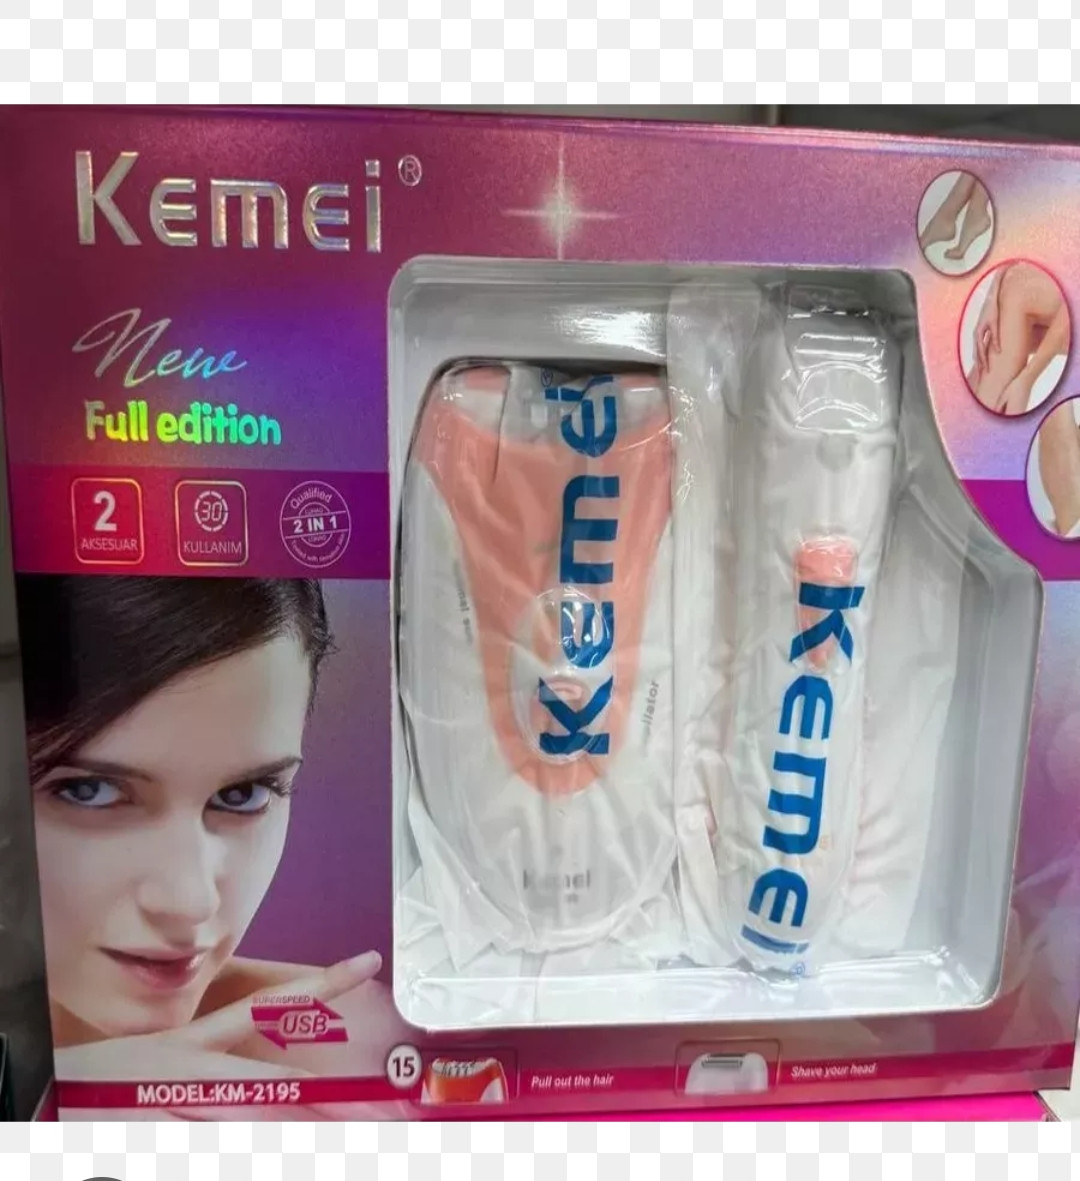 Kemei®
New
Full edition
2
AKSESUAR
30
KULLANIM
Qualified
2 IN 1
Kemei®
Kemei®
Kemei
SUPERSPEED
USB
15
Pull out the hair
Shave your head
MODEL:KM-2195